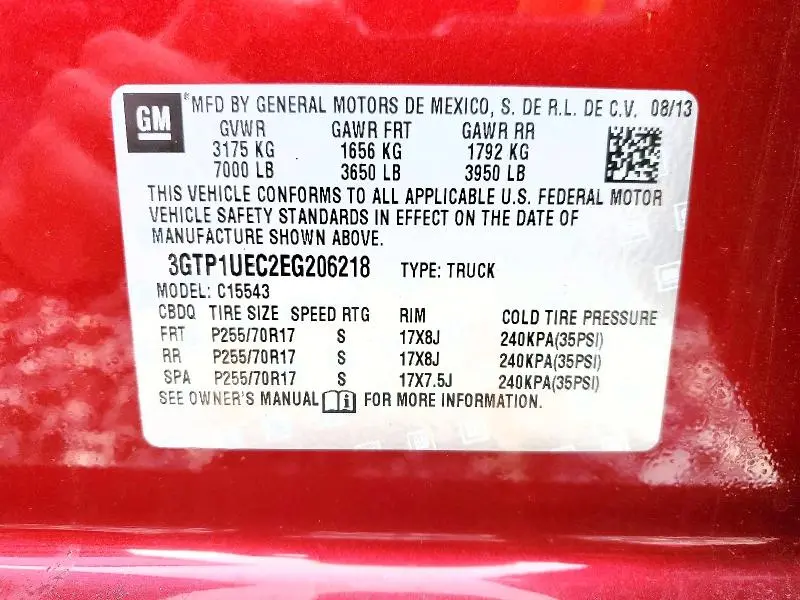 GM
*MFD BY GENERAL MOTORS DE MEXICO, S. DE R.L. DE C.V. 08/13
GVWR GAWR FRT GAWR RR
3175 KG 1656 KG 1792 KG
7000 LB 3650 LB 3950 LB
THIS VEHICLE CONFORMS TO ALL APPLICABLE U.S. FEDERAL MOTOR
VEHICLE SAFETY STANDARDS IN EFFECT ON THE DATE OF
MANUFACTURE SHOWN ABOVE.
3GTP1UEC2EG206218 TYPE: TRUCK
MODEL: C15543
CBDQ TIRE SIZE SPEED RTG RIM COLD TIRE PRESSURE
FRT P255/70R17 S 17X8J 240KPA(35PSI)
RR P255/70R17 S 17X8J 240KPA(35PSI)
SPA P255/70R17 S 17X7.5J 240KPA(35PSI)
SEE OWNER'S MANUAL i FOR MORE INFORMATION.